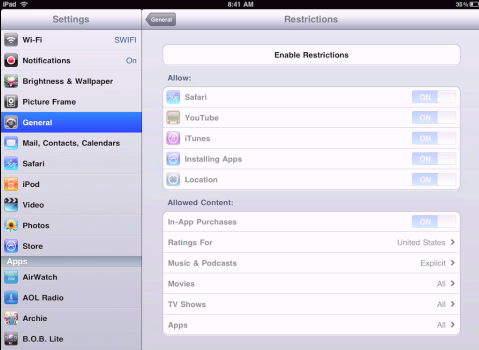 iPad 8:41 AM 35%
Settings
General Restrictions
Wi-Fi SWIFI
Notifications On
Brightness & Wallpaper
Picture Frame
General
Mail, Contacts, Calendars
Safari
iPod
Video
Photos
Store
Apps
AirWatch
AOL Radio
Archie
B.O.B. Lite
Enable Restrictions
Allow:
Safari ON
YouTube ON
iTunes ON
Installing Apps ON
Location ON
Allowed Content:
In-App Purchases ON
Ratings For United States
Music & Podcasts Explicit
Movies All
TV Shows All
Apps All